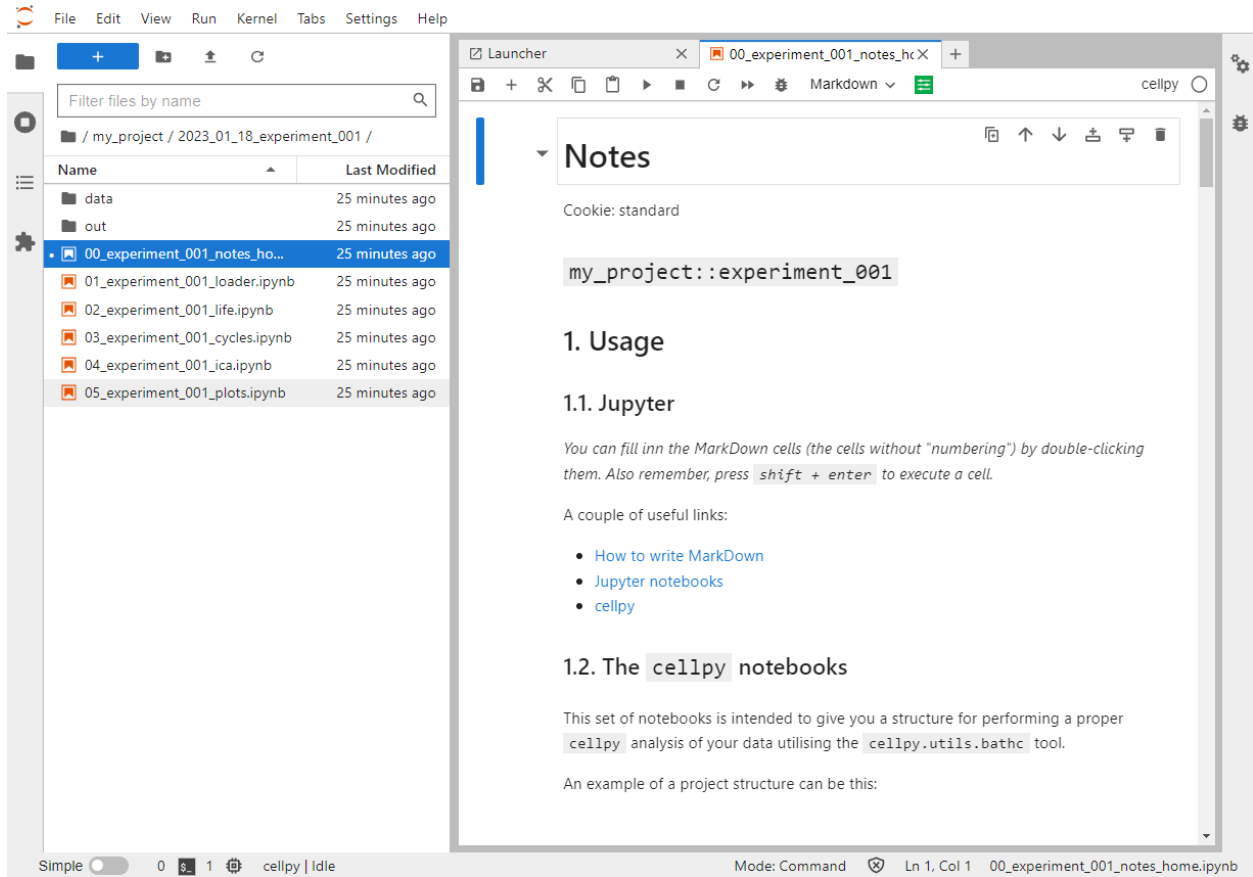 File Edit View Run Kernel Tabs Settings Help
+
Filter files by name
/ my_project / 2023_01_18_experiment_001 /
Name Last Modified
data 25 minutes ago
out 25 minutes ago
00_experiment_001_notes_ho... 25 minutes ago
01_experiment_001_loader.ipynb 25 minutes ago
02_experiment_001_life.ipynb 25 minutes ago
03_experiment_001_cycles.ipynb 25 minutes ago
04_experiment_001_ica.ipynb 25 minutes ago
05_experiment_001_plots.ipynb 25 minutes ago
Launcher
00_experiment_001_notes_hc
Markdown
cellpy
Notes
Cookie: standard
my_project::experiment_001
1. Usage
1.1. Jupyter
You can fill inn the MarkDown cells (the cells without "numbering") by double-clicking
them. Also remember, press shift + enter to execute a cell.
A couple of useful links:
• How to write MarkDown
• Jupyter notebooks
• cellpy
1.2. The cellpy notebooks
This set of notebooks is intended to give you a structure for performing a proper
cellpy analysis of your data utilising the cellpy.utils.bathc tool.
An example of a project structure can be this:
Simple 0 $_ 1 cellpy | Idle
Mode: Command Ln 1, Col 1 00_experiment_001_notes_home.ipynb